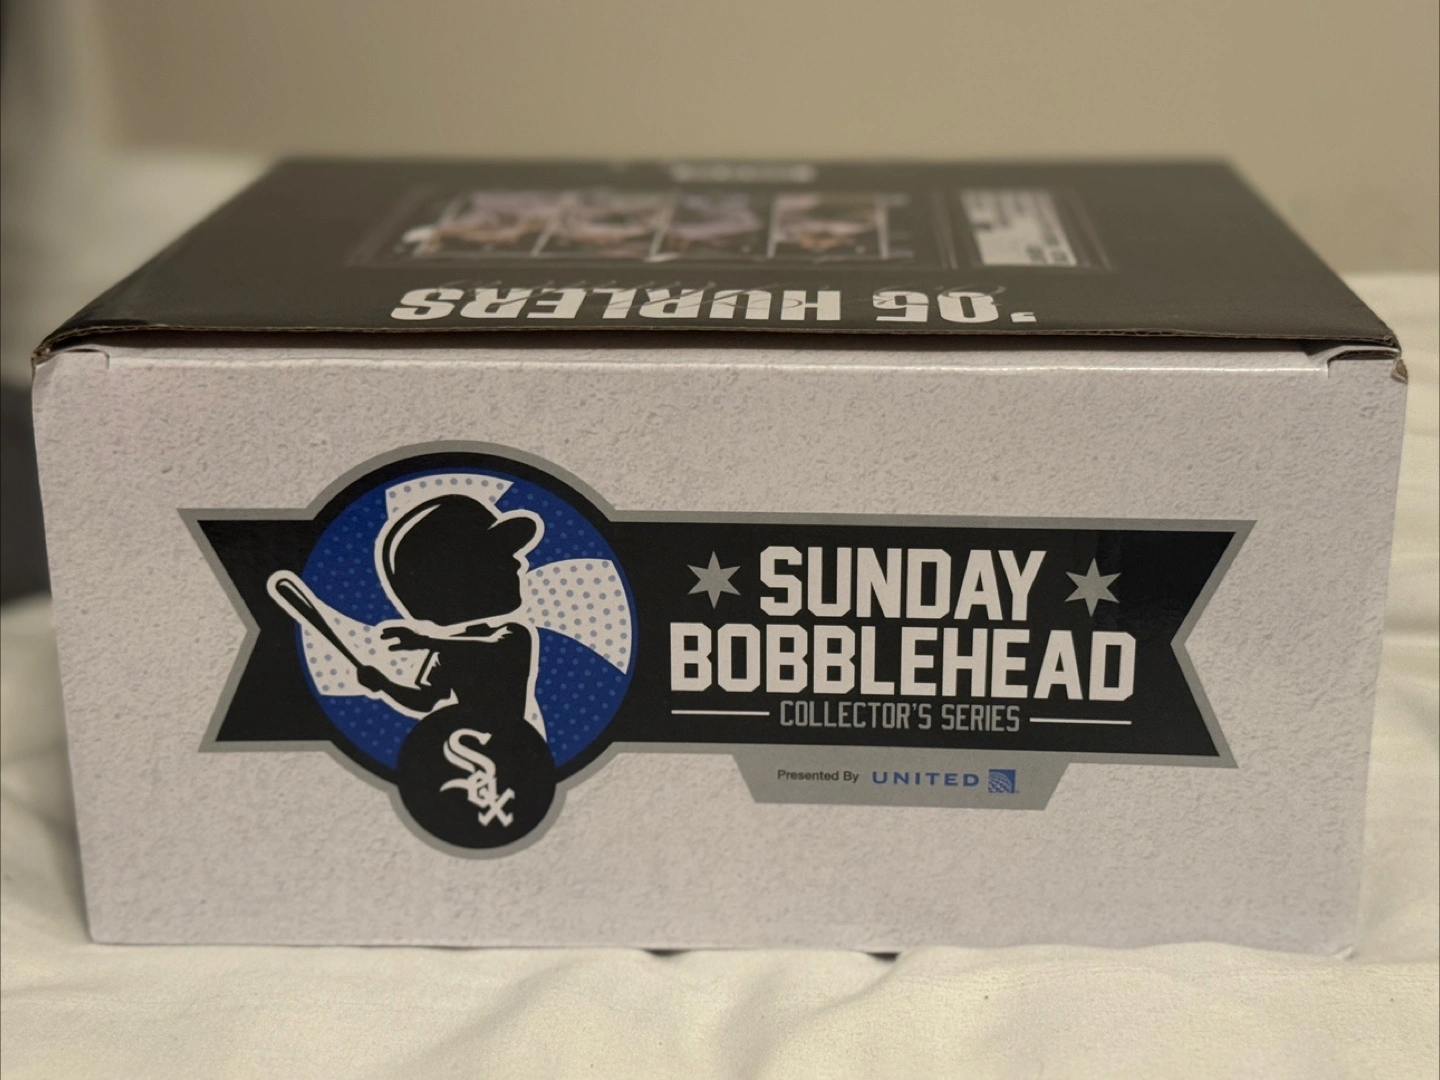 '05 HURLERS
SUNDAY
BOBBLEHEAD
COLLECTOR'S SERIES
Presented By UNITED
Sox